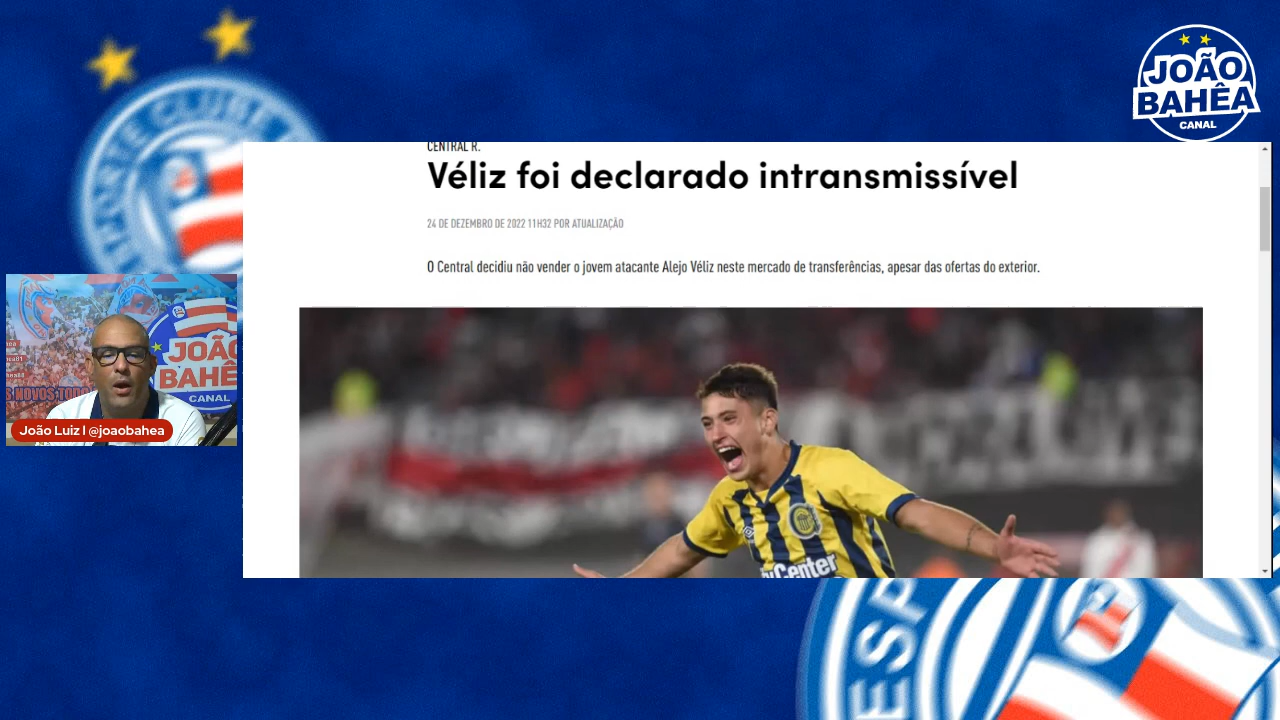 JOÃO
BAHÊA
CANAL
CENTRAL R.
Véliz foi declarado intransmissível
24 DE DEZEMBRO DE 2022 11H32 POR ATUALIZAÇÃO
O Central decidiu não vender o jovem atacante Alejo Véliz neste mercado de transferências, apesar das ofertas do exterior.
JOÃO
BAHÊA
CANAL
João Luiz | @joaobahea
Center
ESP